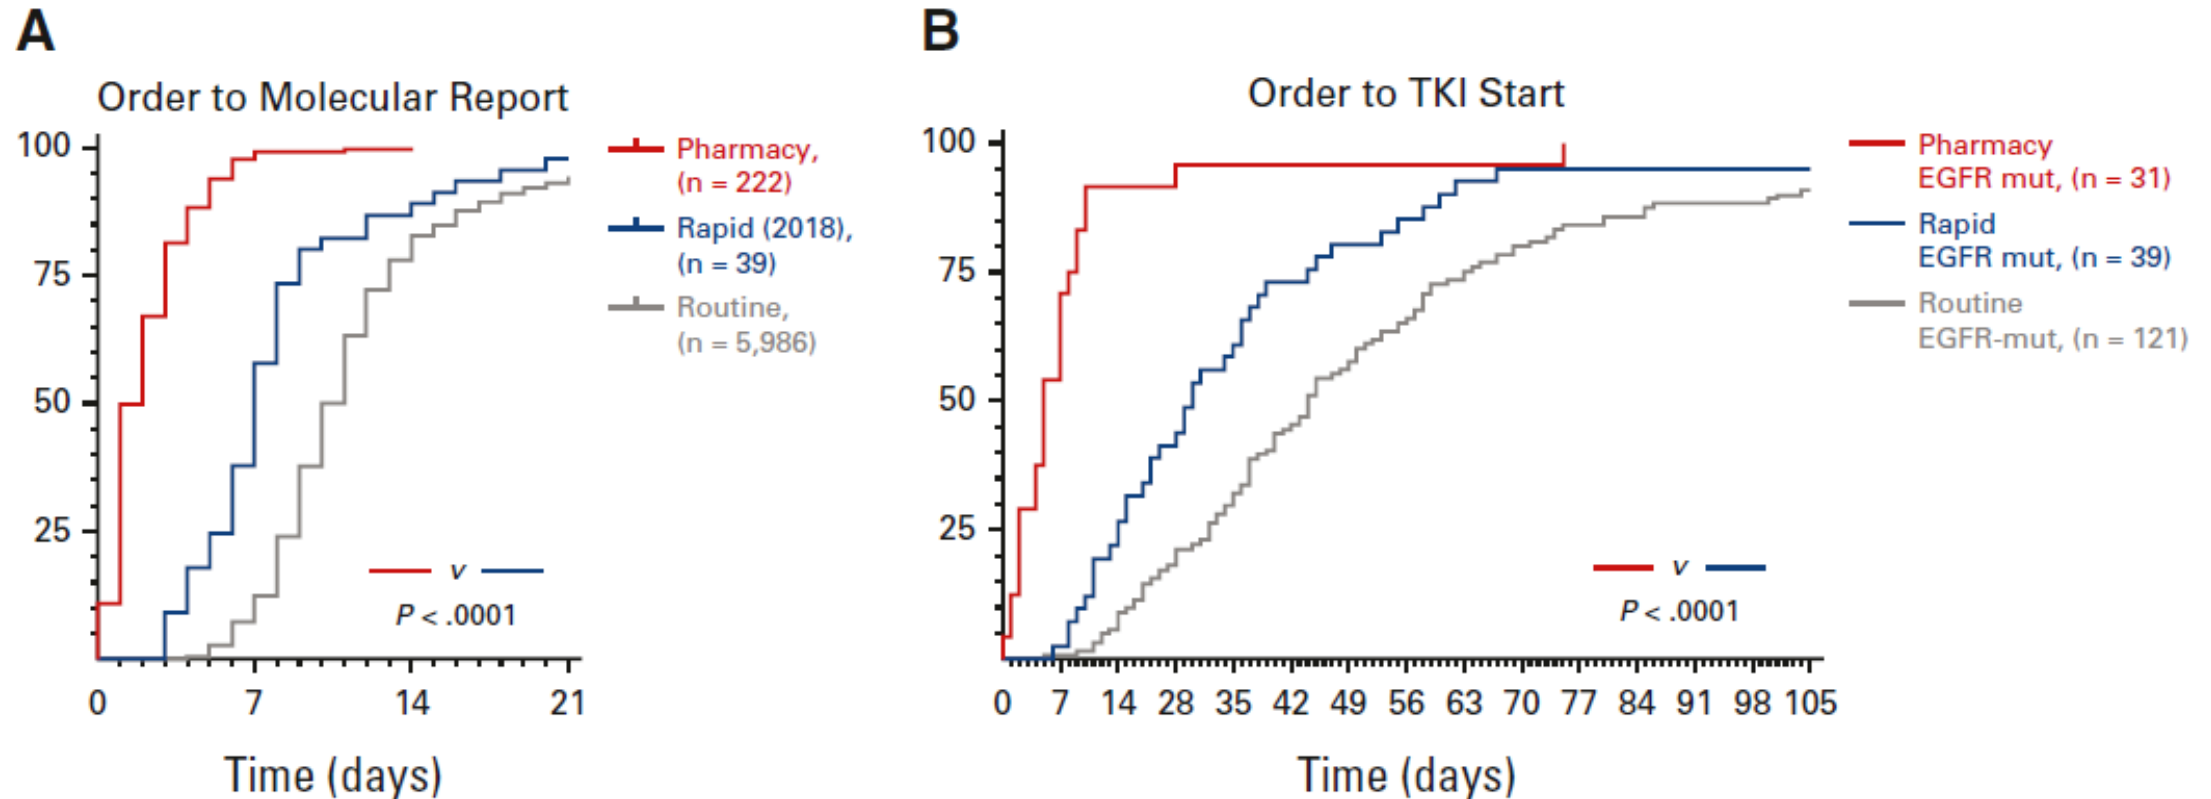 A
Order to Molecular Report
100
75
50
25
0 7 14 21
Time (days)
Pharmacy,
(n = 222)
Rapid (2018),
(n = 39)
Routine,
(n = 5,986)
v
P < .0001
B
Order to TKI Start
100
75
50
25
0 7 14 28 35 42 49 56 63 70 77 84 91 98 105
Time (days)
Pharmacy
EGFR mut, (n = 31)
Rapid
EGFR mut, (n = 39)
Routine
EGFR-mut, (n = 121)
v
P < .0001